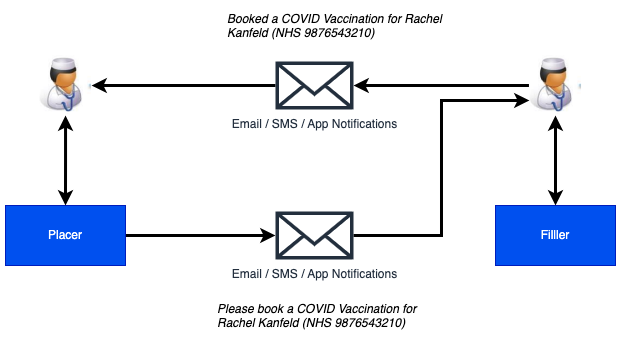 Booked a COVID Vaccination for Rachel
Kanfeld (NHS 9876543210)
Email / SMS / App Notifications
Placer
Filller
Email / SMS / App Notifications
Please book a COVID Vaccination for
Rachel Kanfeld (NHS 9876543210)